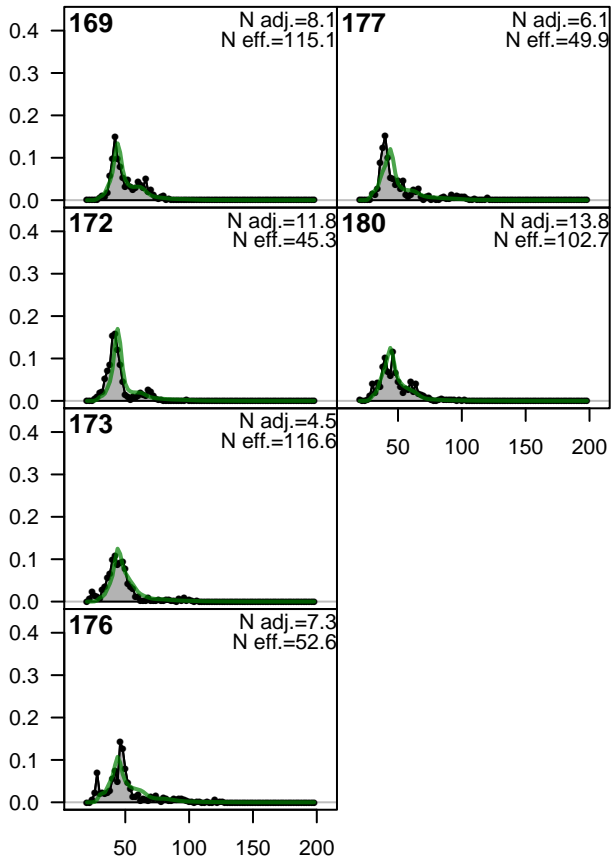 169
N adj.=8.1
N eff.=115.1
177
N adj.=6.1
N eff.=49.9
0.4
0.3
0.2
0.1
0.0
172
N adj.=11.8
N eff.=45.3
180
N adj.=13.8
N eff.=102.7
0.4
0.3
0.2
0.1
0.0
173
N adj.=4.5
N eff.=116.6
50 100 150 200
0.4
0.3
0.2
0.1
0.0
176
N adj.=7.3
N eff.=52.6
0.4
0.3
0.2
0.1
0.0
50 100 150 200